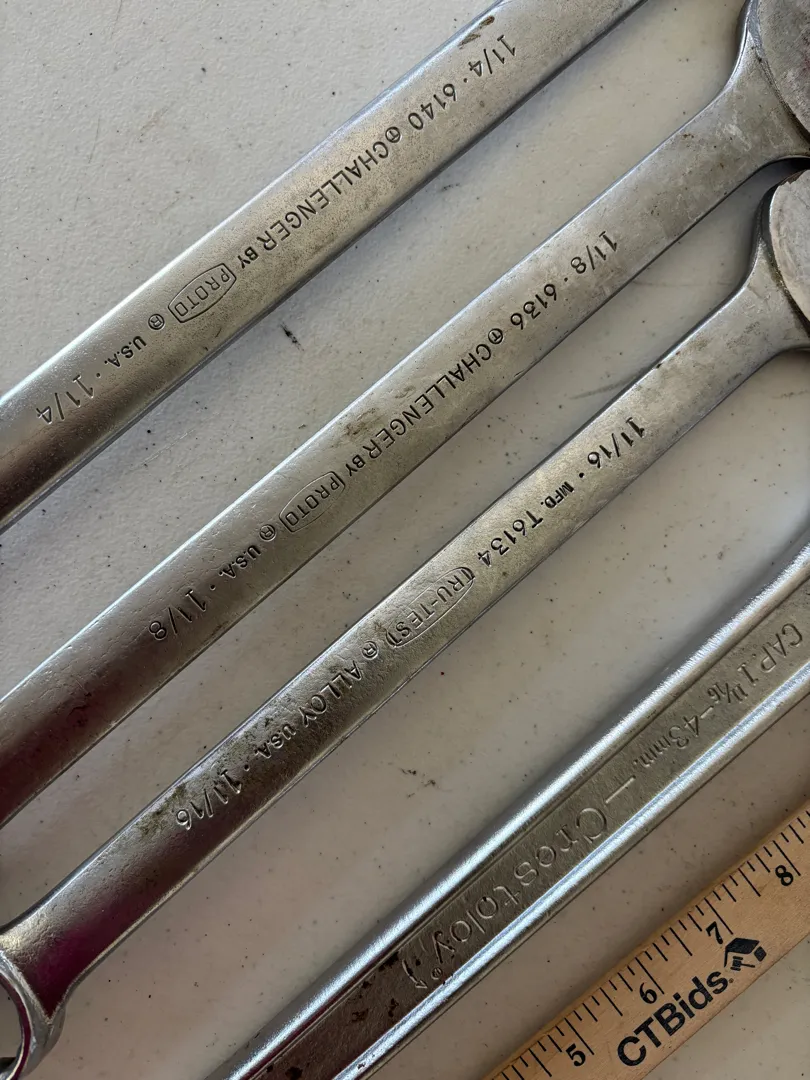 1 1/4 · 6140 Ⓣ CHALLENGER BY PROTO ® U.S.A. · 1 1/4
1 1/8 · 6136 Ⓣ CHALLENGER BY PROTO ® U.S.A. · 1 1/8
1 1/16 · MFD. T6134 TRU-TEST ® ALLOY U.S.A. · 1 1/16
CAP. 1 11/16 - 43mm. - Crestoloy
5 6 7 8
CTBids.